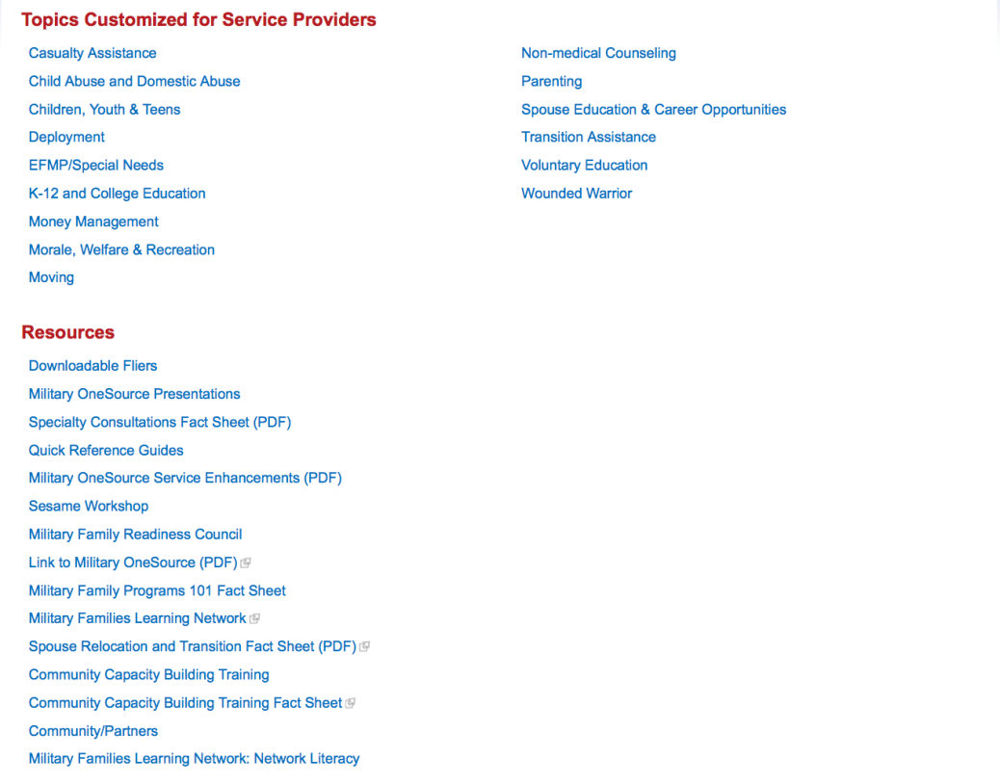 Topics Customized for Service Providers
Casualty Assistance
Child Abuse and Domestic Abuse
Children, Youth & Teens
Deployment
EFMP/Special Needs
K-12 and College Education
Money Management
Morale, Welfare & Recreation
Moving
Non-medical Counseling
Parenting
Spouse Education & Career Opportunities
Transition Assistance
Voluntary Education
Wounded Warrior
Resources
Downloadable Fliers
Military OneSource Presentations
Specialty Consultations Fact Sheet (PDF)
Quick Reference Guides
Military OneSource Service Enhancements (PDF)
Sesame Workshop
Military Family Readiness Council
Link to Military OneSource (PDF)
Military Family Programs 101 Fact Sheet
Military Families Learning Network
Spouse Relocation and Transition Fact Sheet (PDF)
Community Capacity Building Training
Community Capacity Building Training Fact Sheet
Community/Partners
Military Families Learning Network: Network Literacy